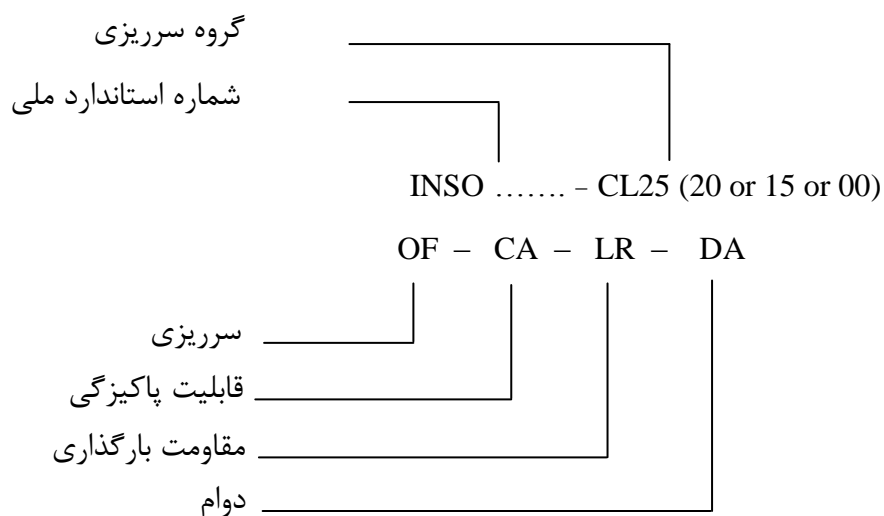 گروه سرریزی
شماره استاندارد ملی
INSO ……. – CL25 (20 or 15 or 00)
OF – CA – LR – DA
سرریزی
قابلیت پاکیزگی
مقاومت بارگذاری
دوام